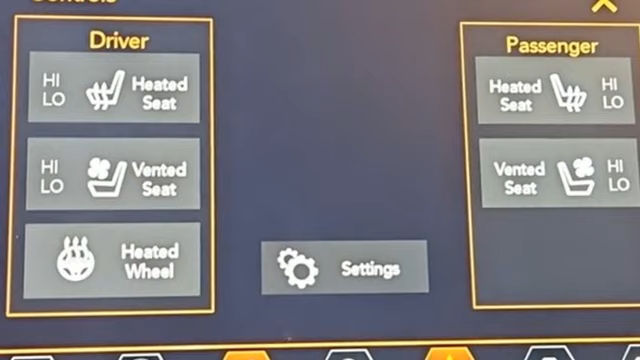 Controls
Driver
Passenger
HI
LO
Heated
Seat
Heated
Seat
HI
LO
HI
LO
Vented
Seat
Vented
Seat
HI
LO
Heated
Wheel
Settings